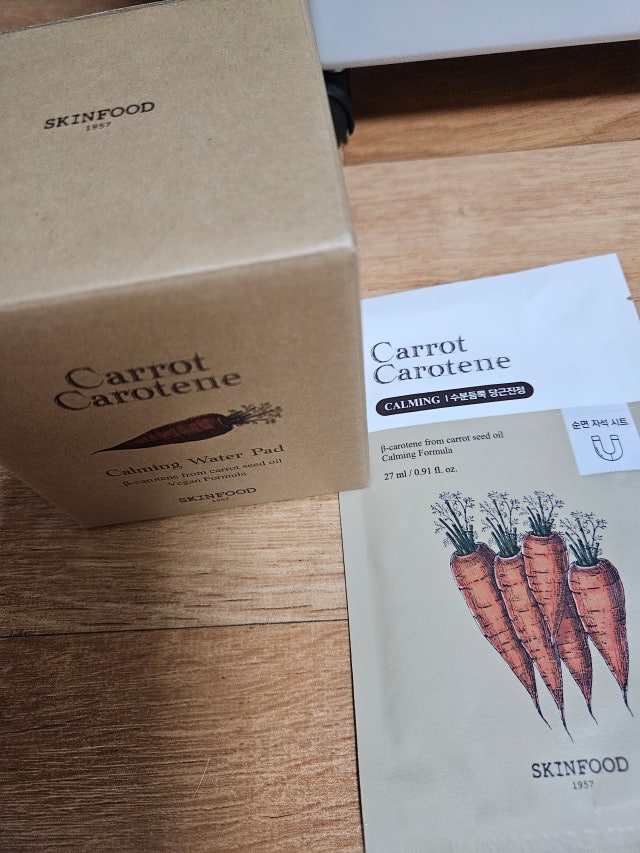 SKINFOOD
1957
Carrot
Carotene
Calming Water Pad
β-carotene from carrot seed oil
Vegan Formula
SKINFOOD
1957
Carrot
Carotene
CALMING | 수분듬뿍 당근진정
순면 자석 시트
β-carotene from carrot seed oil
Calming Formula
27 ml / 0.91 fl. oz.
SKINFOOD
1957